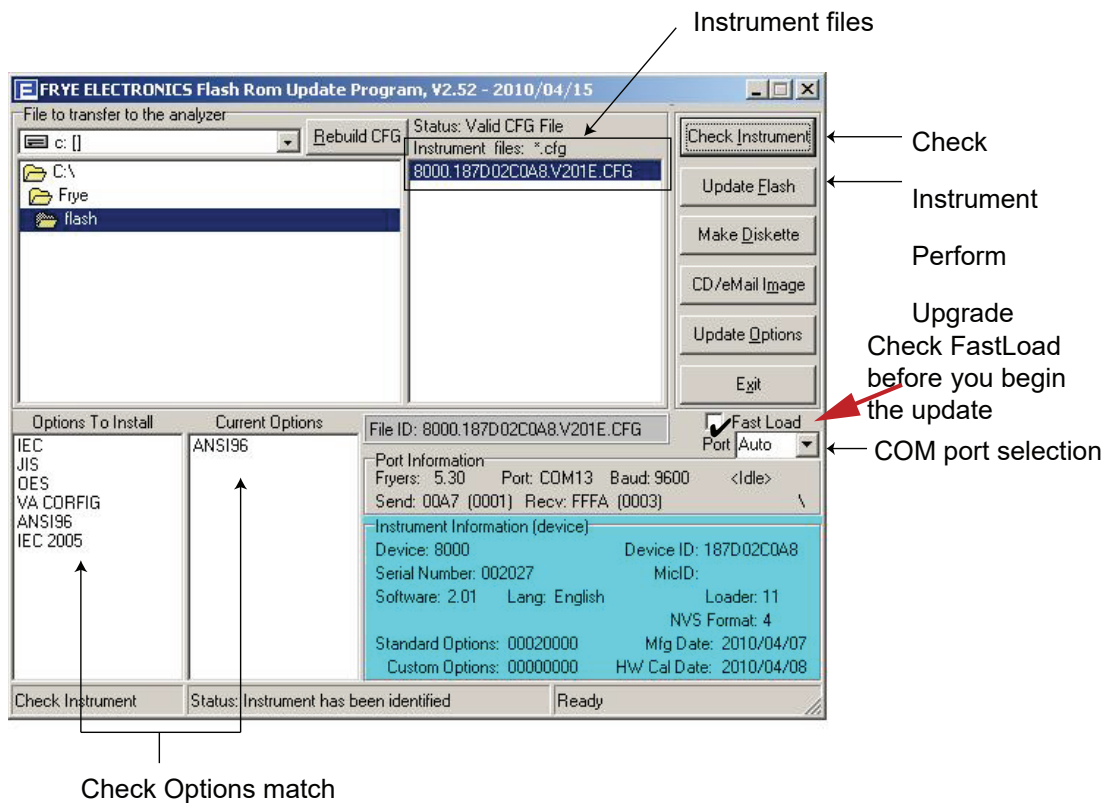 Instrument files
FRYE ELECTRONICS Flash Rom Update Program, V2.52 - 2010/04/15
File to transfer to the analyzer
c: []
Rebuild CFG
Status: Valid CFG File
Instrument files: *.cfg
8000.187D02C0A8.V201E.CFG
C:\
Frye
flash
Check Instrument
Update Flash
Make Diskette
CD/eMail Image
Update Options
Exit
Check
Instrument
Perform
Upgrade
Check FastLoad
before you begin
the update
COM port selection
Fast Load
Port Auto
Options To Install
IEC
JIS
OES
VA CORFIG
ANSI96
IEC 2005
Current Options
ANSI96
File ID: 8000.187D02C0A8.V201E.CFG
Port Information
Fryers: 5.30 Port: COM13 Baud: 9600 <Idle>
Send: 00A7 (0001) Recv: FFFA (0003) \
Instrument Information (device)
Device: 8000 Device ID: 187D02C0A8
Serial Number: 002027 MicID:
Software: 2.01 Lang: English Loader: 11
NVS Format: 4
Standard Options: 00020000 Mfg Date: 2010/04/07
Custom Options: 00000000 HW Cal Date: 2010/04/08
Check Instrument
Status: Instrument has been identified
Ready
Check Options match